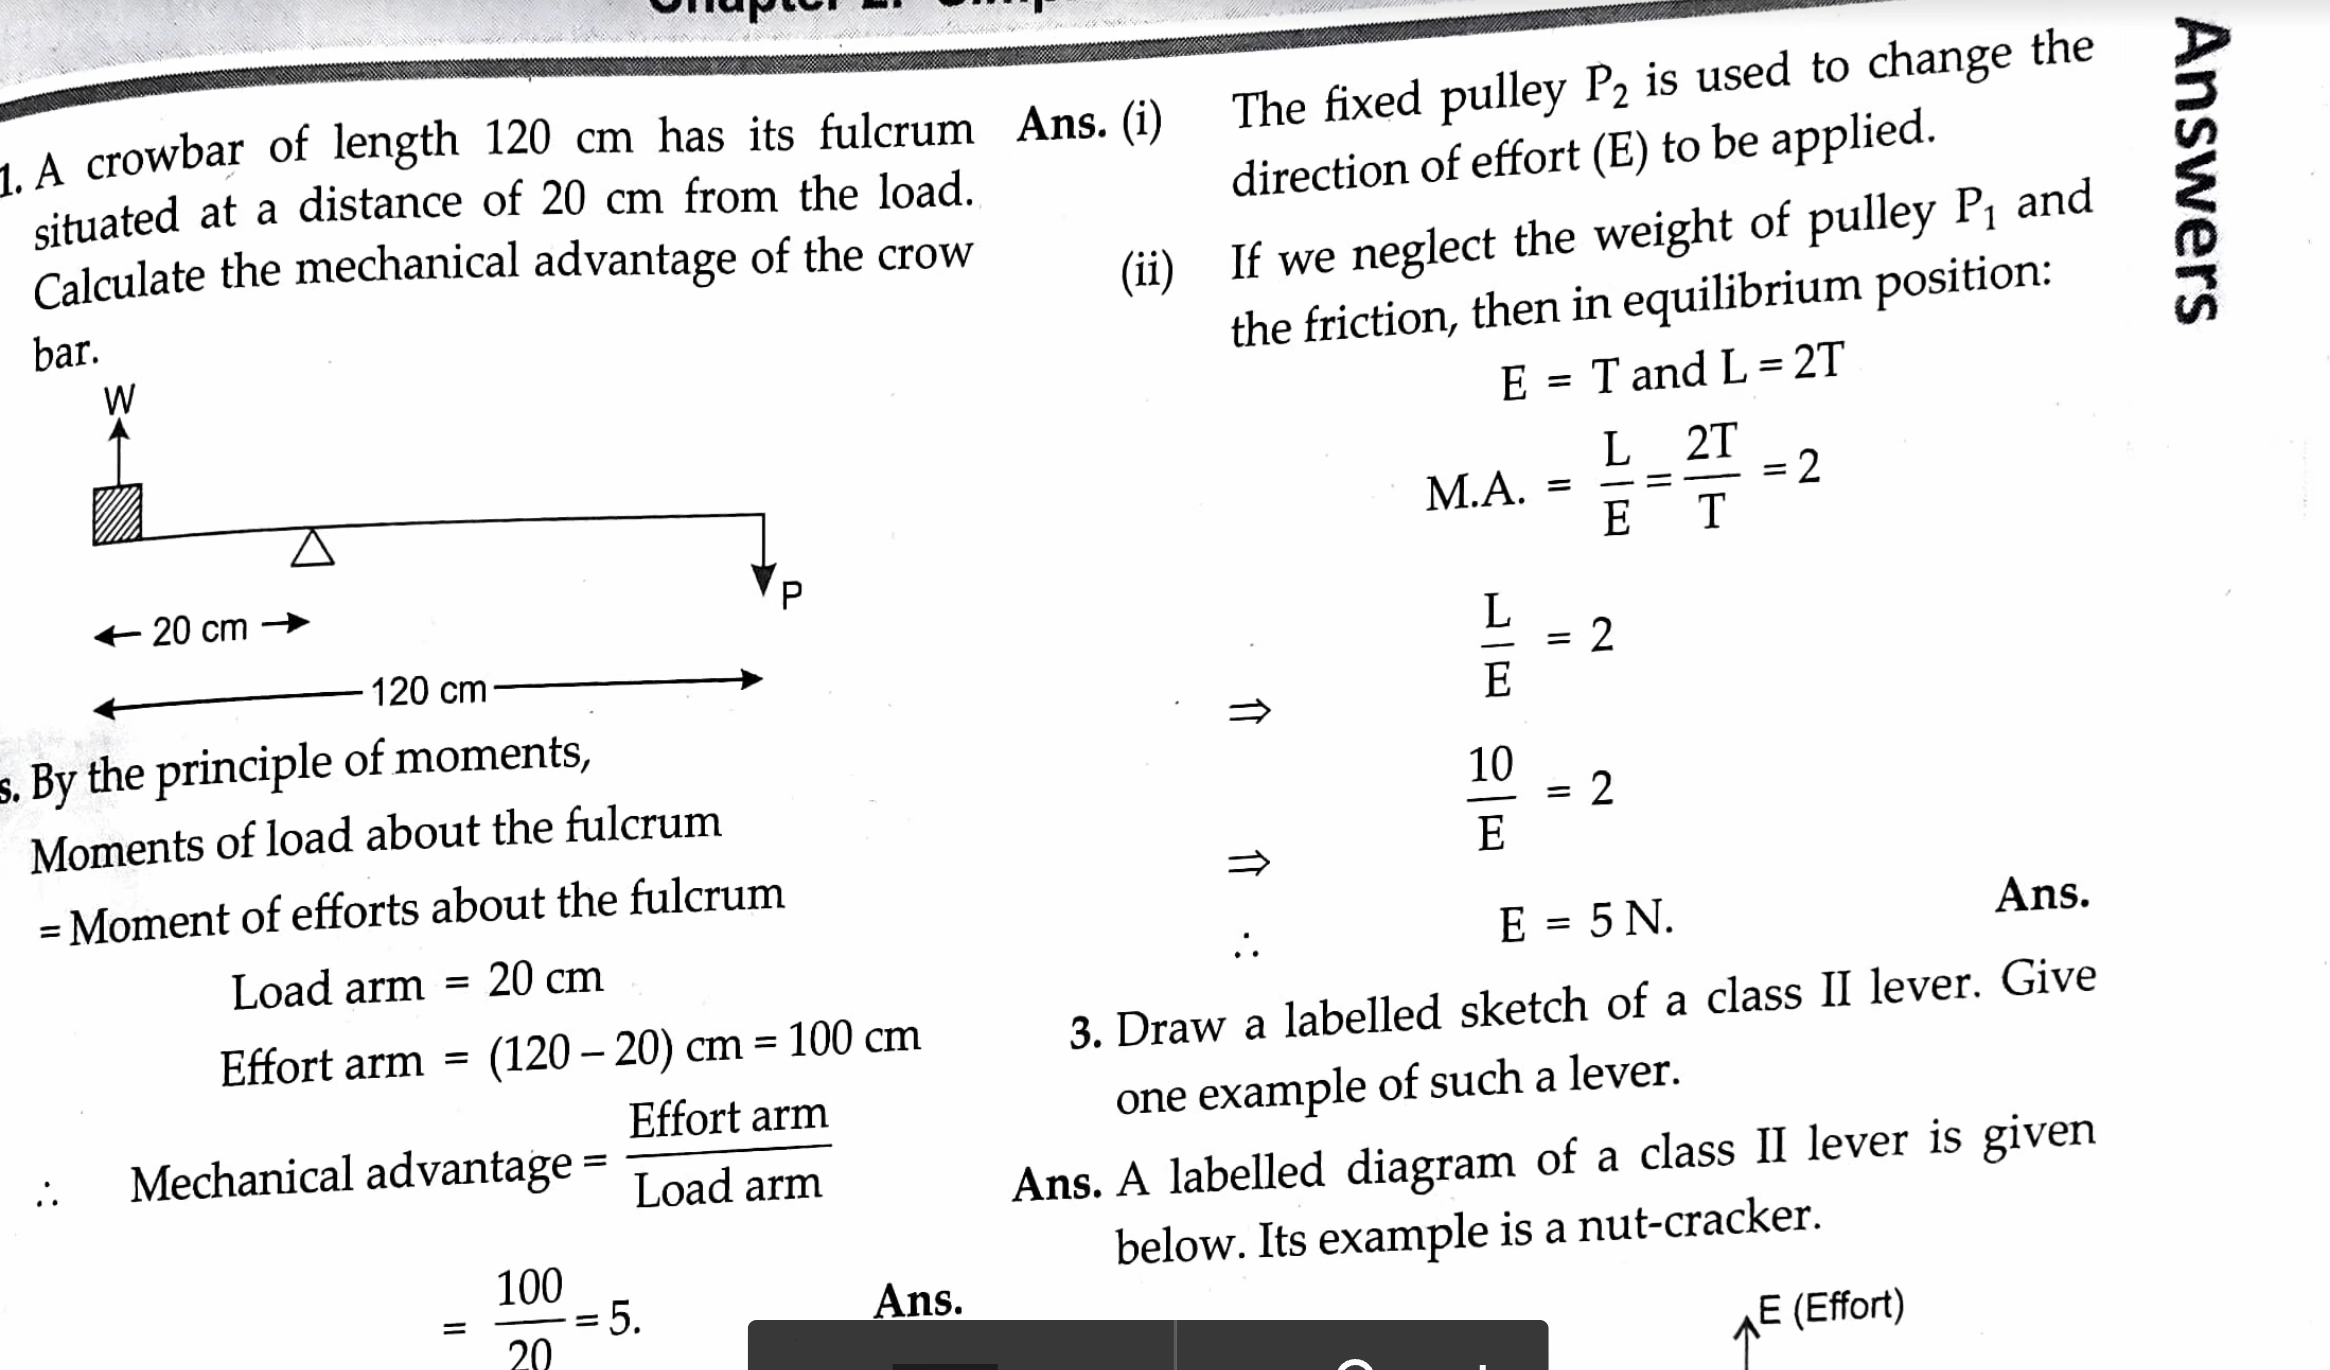 1. A crowbar of length 120 cm has its fulcrum
situated at a distance of 20 cm from the load.
Calculate the mechanical advantage of the crow
bar.
W
P
20 cm
120 cm
s. By the principle of moments,
Moments of load about the fulcrum
= Moment of efforts about the fulcrum
Load arm = 20 cm
Effort arm = (120 – 20) cm = 100 cm
∴ Mechanical advantage = Effort arm / Load arm
= 100 / 20 = 5. Ans.
Ans. (i) The fixed pulley P₂ is used to change the
direction of effort (E) to be applied.
(ii) If we neglect the weight of pulley P₁ and
the friction, then in equilibrium position:
E = T and L = 2T
M.A. = L / E = 2T / T = 2
⇒ L / E = 2
⇒ 10 / E = 2
∴ E = 5 N. Ans.
3. Draw a labelled sketch of a class II lever. Give
one example of such a lever.
Ans. A labelled diagram of a class II lever is given
below. Its example is a nut-cracker.
E (Effort)
Answers